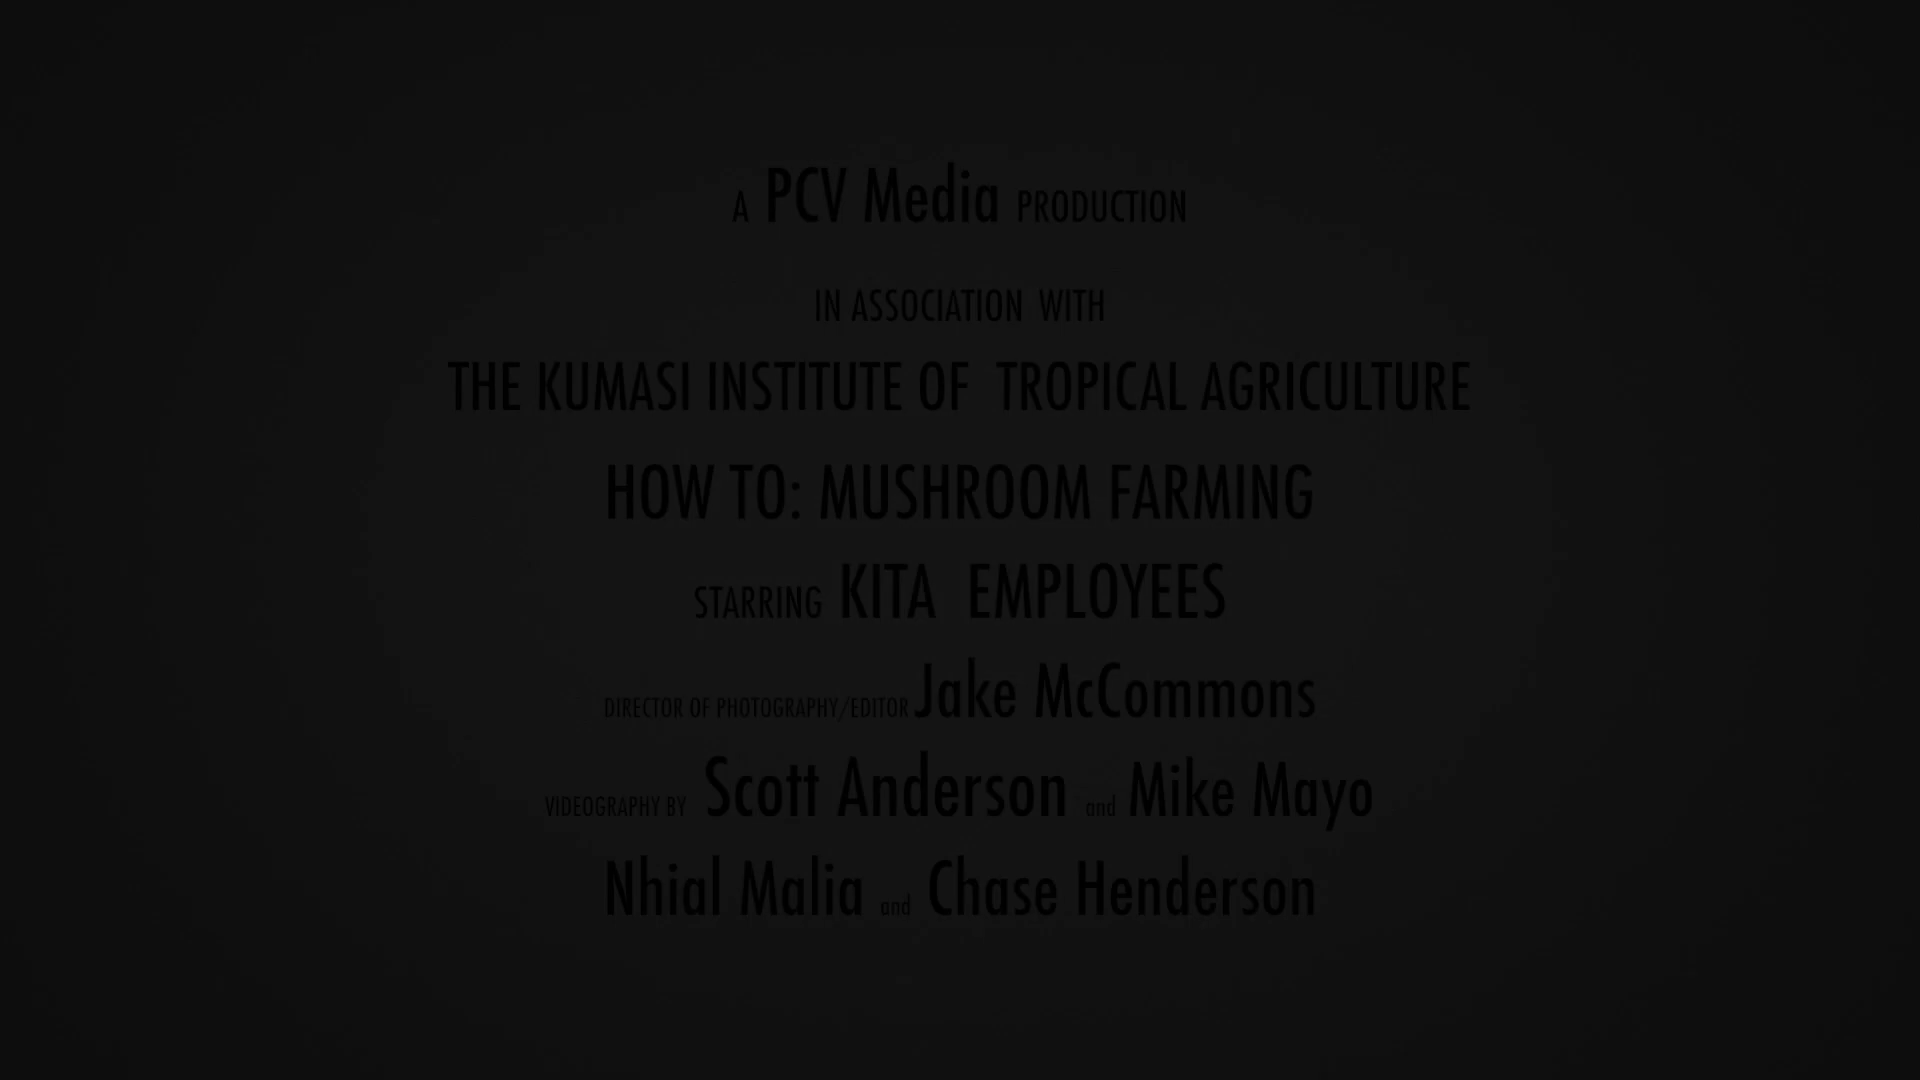 A PCV Media PRODUCTION
IN ASSOCIATION WITH
THE KUMASI INSTITUTE OF TROPICAL AGRICULTURE
HOW TO: MUSHROOM FARMING
STARRING KITA EMPLOYEES
DIRECTOR OF PHOTOGRAPHY/EDITOR Jake McCommons
VIDEOGRAPHY BY Scott Anderson and Mike Mayo
Nhial Malia and Chase Henderson